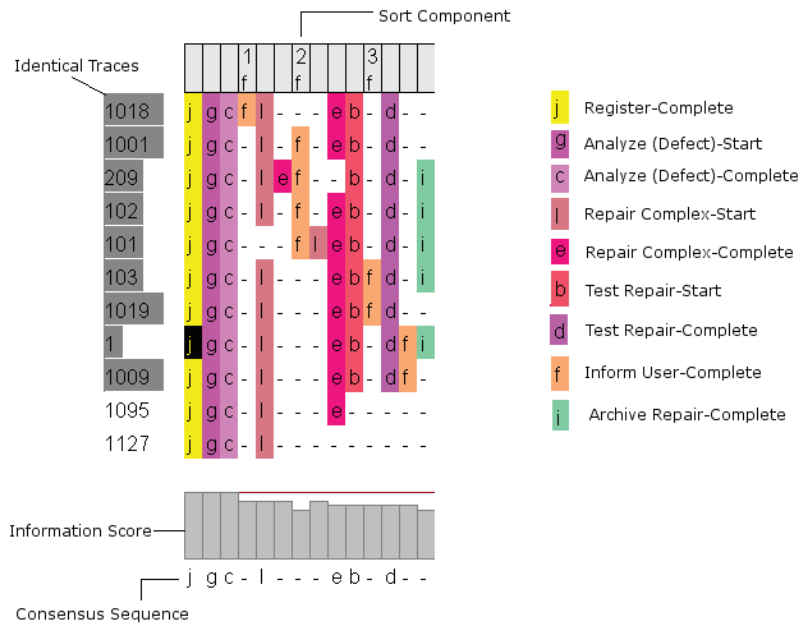 Sort Component
Identical Traces
1 2 3
f f f
1018 j g c f l - - - e b - d - -
1001 j g c - l - f - e b - d - -
209 j g c - l e f - - b - d - i
102 j g c - l - f - e b - d - i
101 j g c - - - f l e b - d - i
103 j g c - l - - - e b f d - i
1019 j g c - l - - - e b f d - -
1 j g c - l - - - e b - d f i
1009 j g c - l - - - e b - d f -
1095 j g c - l - - - e - - - - -
1127 j g c - l - - - - - - - - -
j Register-Complete
g Analyze (Defect)-Start
c Analyze (Defect)-Complete
l Repair Complex-Start
e Repair Complex-Complete
b Test Repair-Start
d Test Repair-Complete
f Inform User-Complete
i Archive Repair-Complete
Information Score
j g c - l - - - e b - d - -
Consensus Sequence